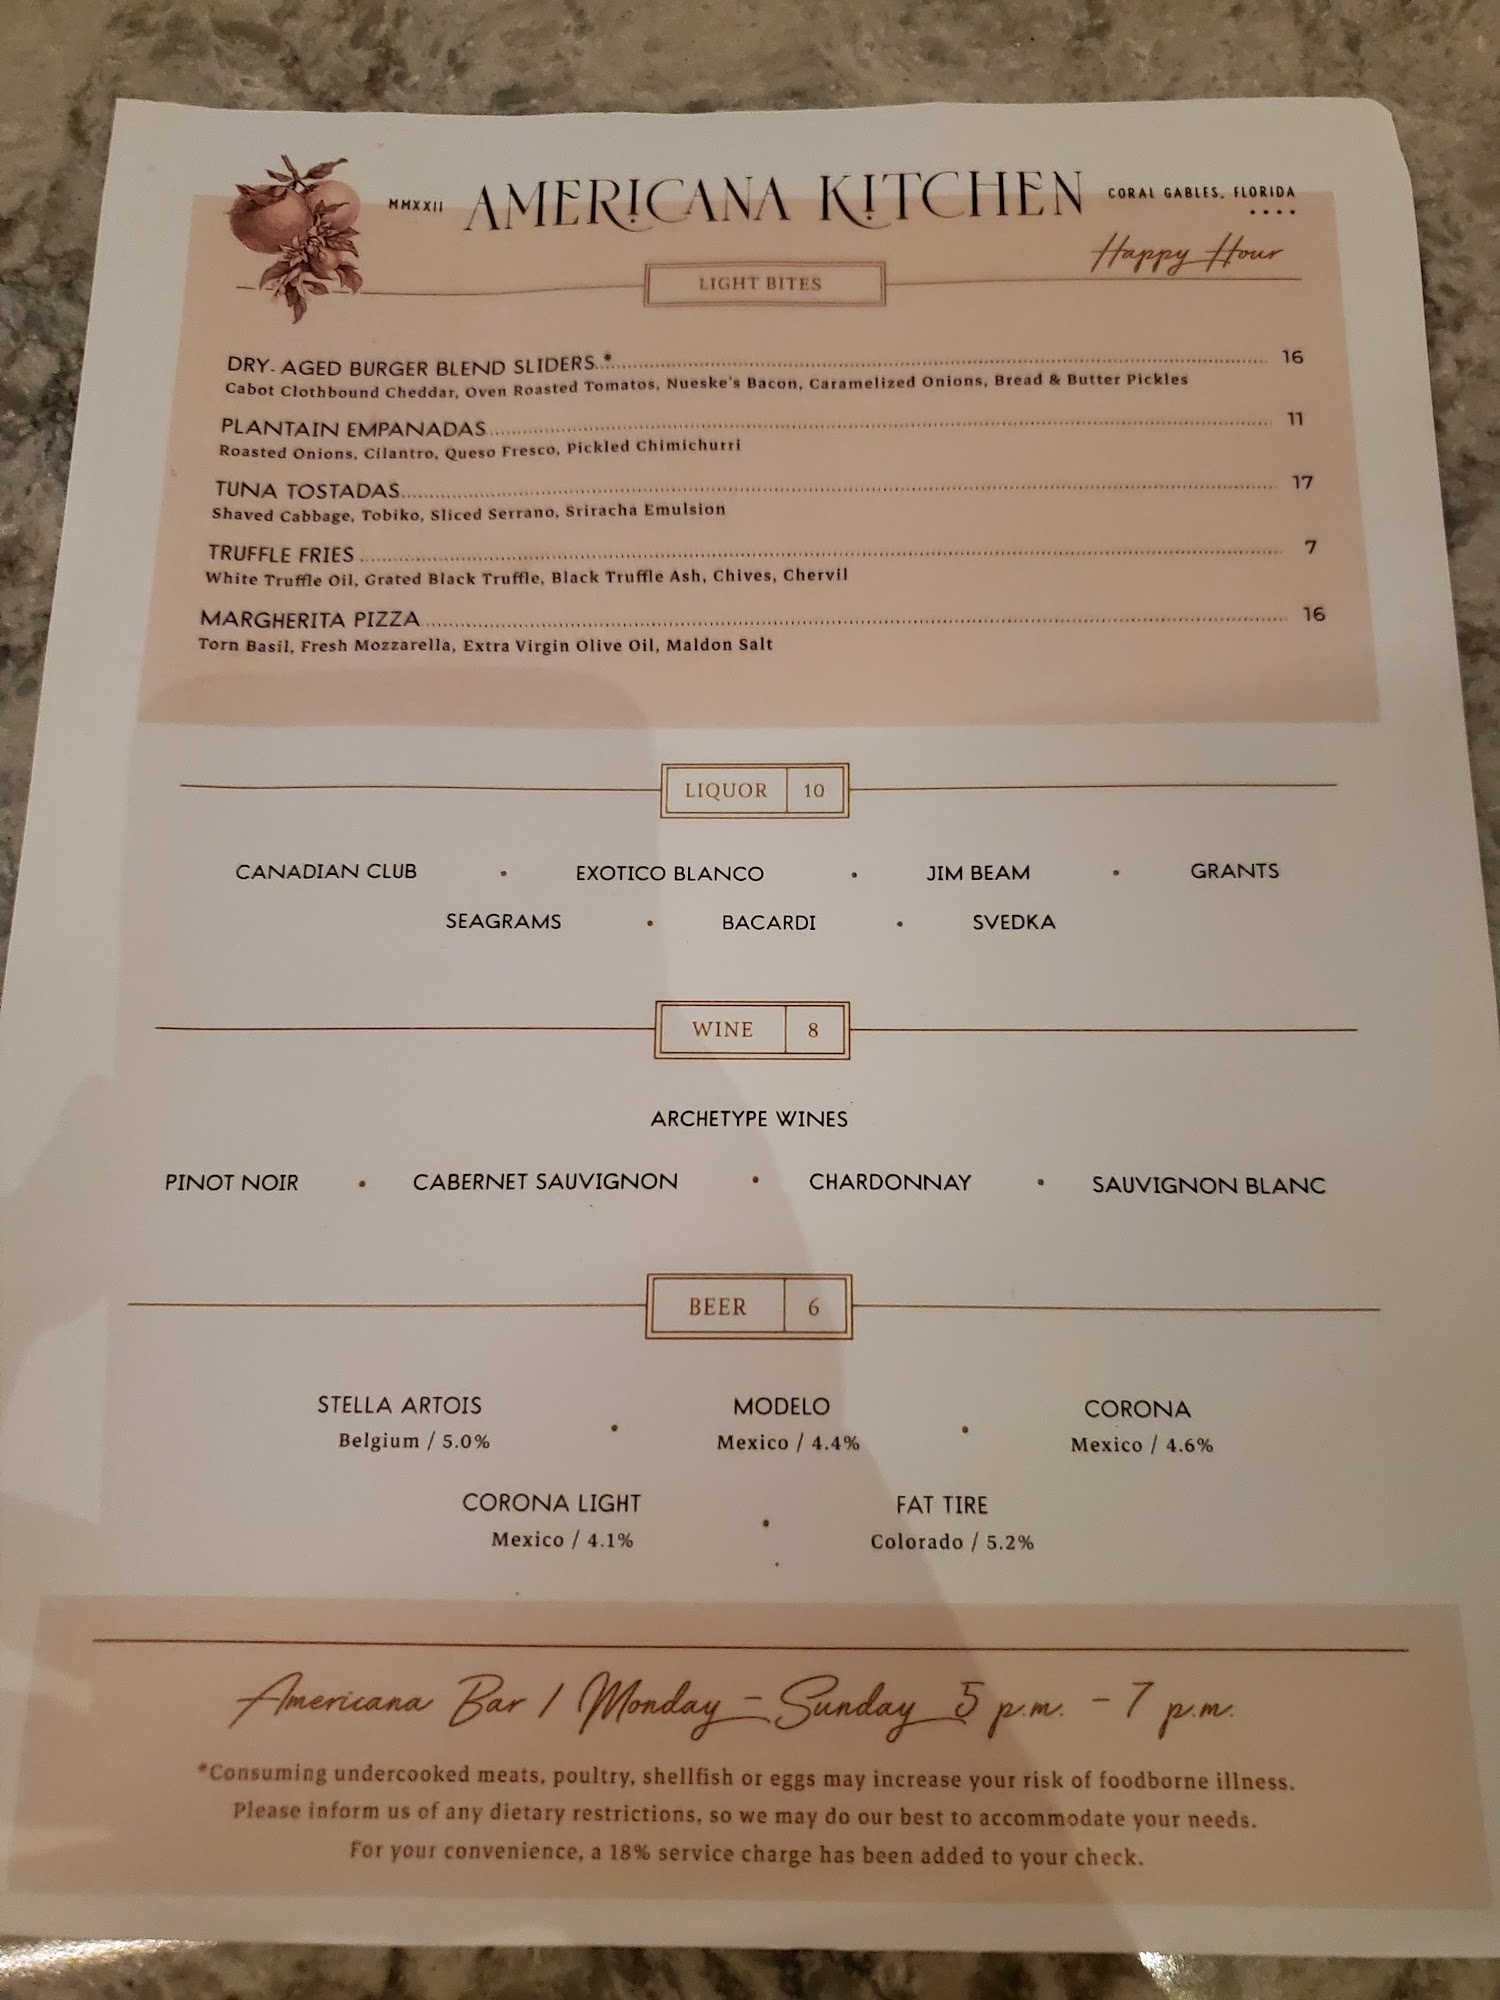 MMXXII AMERICANA KITCHEN CORAL GABLES, FLORIDA
Happy Hour
LIGHT BITES
DRY-AGED BURGER BLEND SLIDERS.*.......... 16
Cabot Clothbound Cheddar, Oven Roasted Tomatos, Nueske's Bacon, Caramelized Onions, Bread & Butter Pickles
PLANTAIN EMPANADAS.......... 11
Roasted Onions, Cilantro, Queso Fresco, Pickled Chimichurri
TUNA TOSTADAS.......... 17
Shaved Cabbage, Tobiko, Sliced Serrano, Sriracha Emulsion
TRUFFLE FRIES.......... 7
White Truffle Oil, Grated Black Truffle, Black Truffle Ash, Chives, Chervil
MARGHERITA PIZZA.......... 16
Torn Basil, Fresh Mozzarella, Extra Virgin Olive Oil, Maldon Salt
LIQUOR 10
CANADIAN CLUB • EXOTICO BLANCO • JIM BEAM • GRANTS
SEAGRAMS • BACARDI • SVEDKA
WINE 8
ARCHETYPE WINES
PINOT NOIR • CABERNET SAUVIGNON • CHARDONNAY • SAUVIGNON BLANC
BEER 6
STELLA ARTOIS • MODELO • CORONA
Belgium / 5.0% Mexico / 4.4% Mexico / 4.6%
CORONA LIGHT • FAT TIRE
Mexico / 4.1% Colorado / 5.2%
Americana Bar / Monday - Sunday 5 p.m. - 7 p.m.
*Consuming undercooked meats, poultry, shellfish or eggs may increase your risk of foodborne illness.
Please inform us of any dietary restrictions, so we may do our best to accommodate your needs.
For your convenience, a 18% service charge has been added to your check.